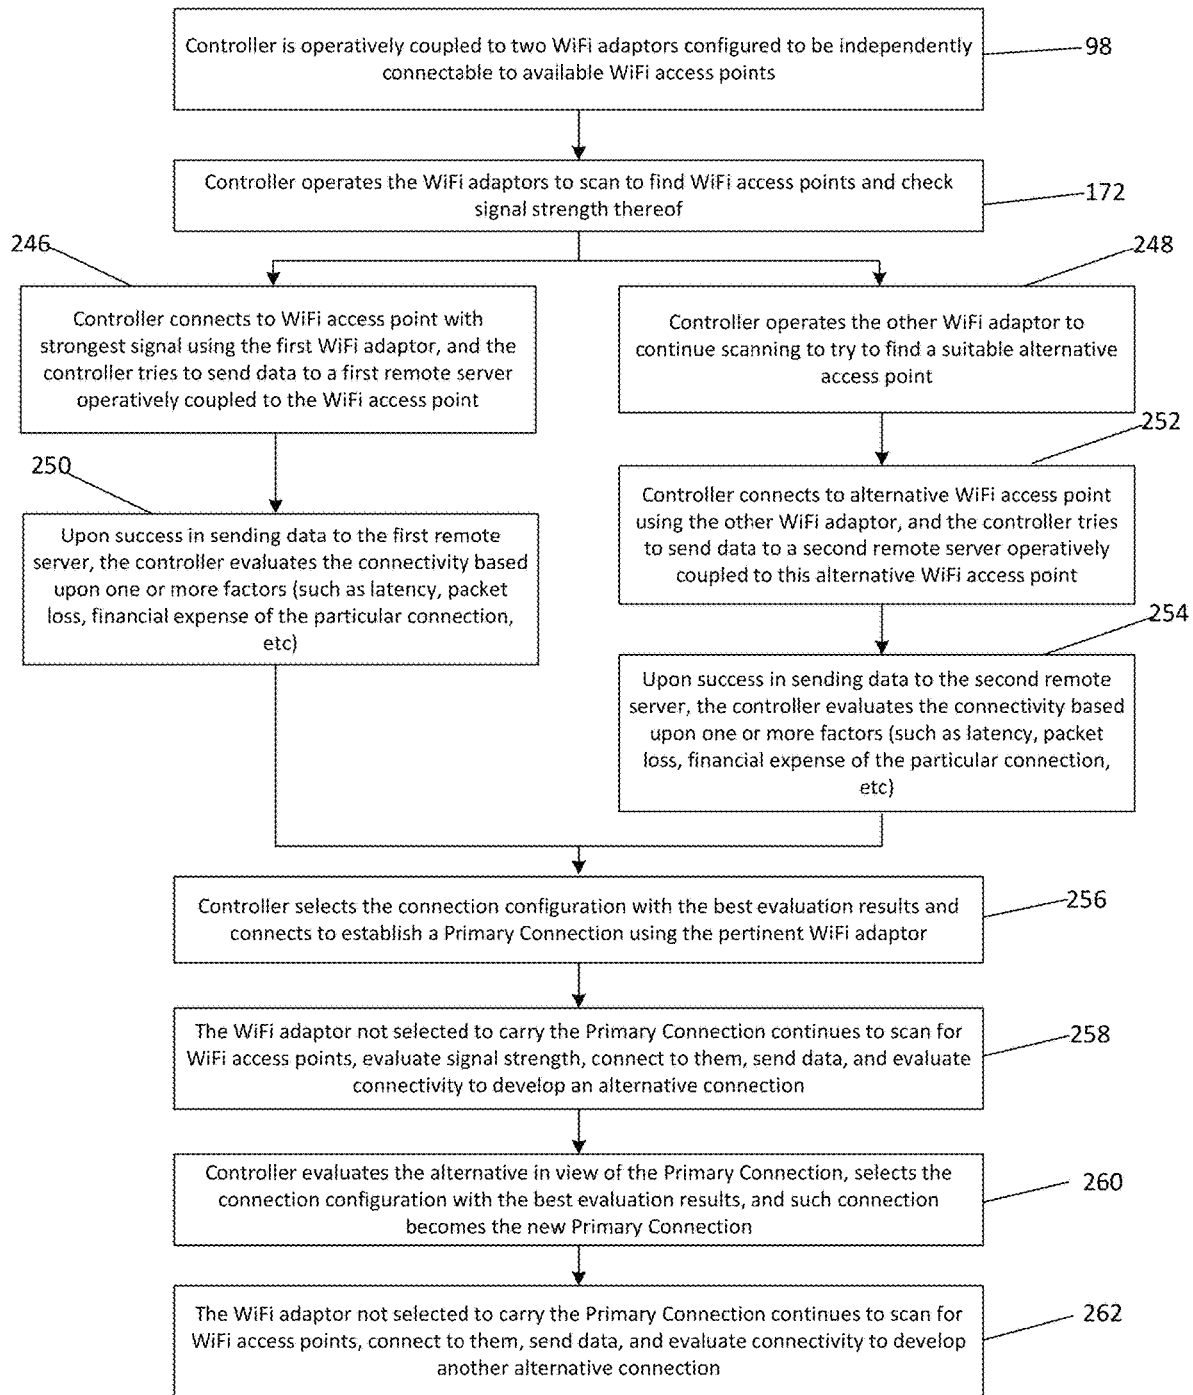 Controller is operatively coupled to two WiFi adaptors configured to be independently
connectable to available WiFi access points
98
Controller operates the WiFi adaptors to scan to find WiFi access points and check
signal strength thereof
172
246
248
Controller connects to WiFi access point with
strongest signal using the first WiFi adaptor, and the
controller tries to send data to a first remote server
operatively coupled to the WiFi access point
Controller operates the other WiFi adaptor to
continue scanning to try to find a suitable alternative
access point
250
252
Upon success in sending data to the first remote
server, the controller evaluates the connectivity based
upon one or more factors (such as latency, packet
loss, financial expense of the particular connection,
etc)
Controller connects to alternative WiFi access point
using the other WiFi adaptor, and the controller tries
to send data to a second remote server operatively
coupled to this alternative WiFi access point
254
Upon success in sending data to the second remote
server, the controller evaluates the connectivity based
upon one or more factors (such as latency, packet
loss, financial expense of the particular connection,
etc)
Controller selects the connection configuration with the best evaluation results and
connects to establish a Primary Connection using the pertinent WiFi adaptor
256
The WiFi adaptor not selected to carry the Primary Connection continues to scan for
WiFi access points, evaluate signal strength, connect to them, send data, and evaluate
connectivity to develop an alternative connection
258
Controller evaluates the alternative in view of the Primary Connection, selects the
connection configuration with the best evaluation results, and such connection
becomes the new Primary Connection
260
The WiFi adaptor not selected to carry the Primary Connection continues to scan for
WiFi access points, connect to them, send data, and evaluate connectivity to develop
another alternative connection
262